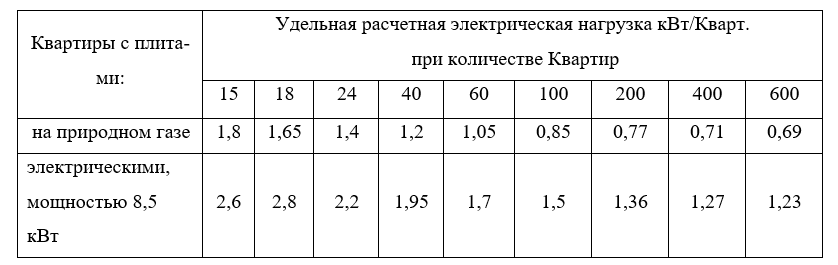 Квартиры с плита-
ми:
Удельная расчетная электрическая нагрузка кВт/Кварт.
при количестве Квартир
15 18 24 40 60 100 200 400 600
на природном газе 1,8 1,65 1,4 1,2 1,05 0,85 0,77 0,71 0,69
электрическими,
мощностью 8,5 2,6 2,8 2,2 1,95 1,7 1,5 1,36 1,27 1,23
кВт